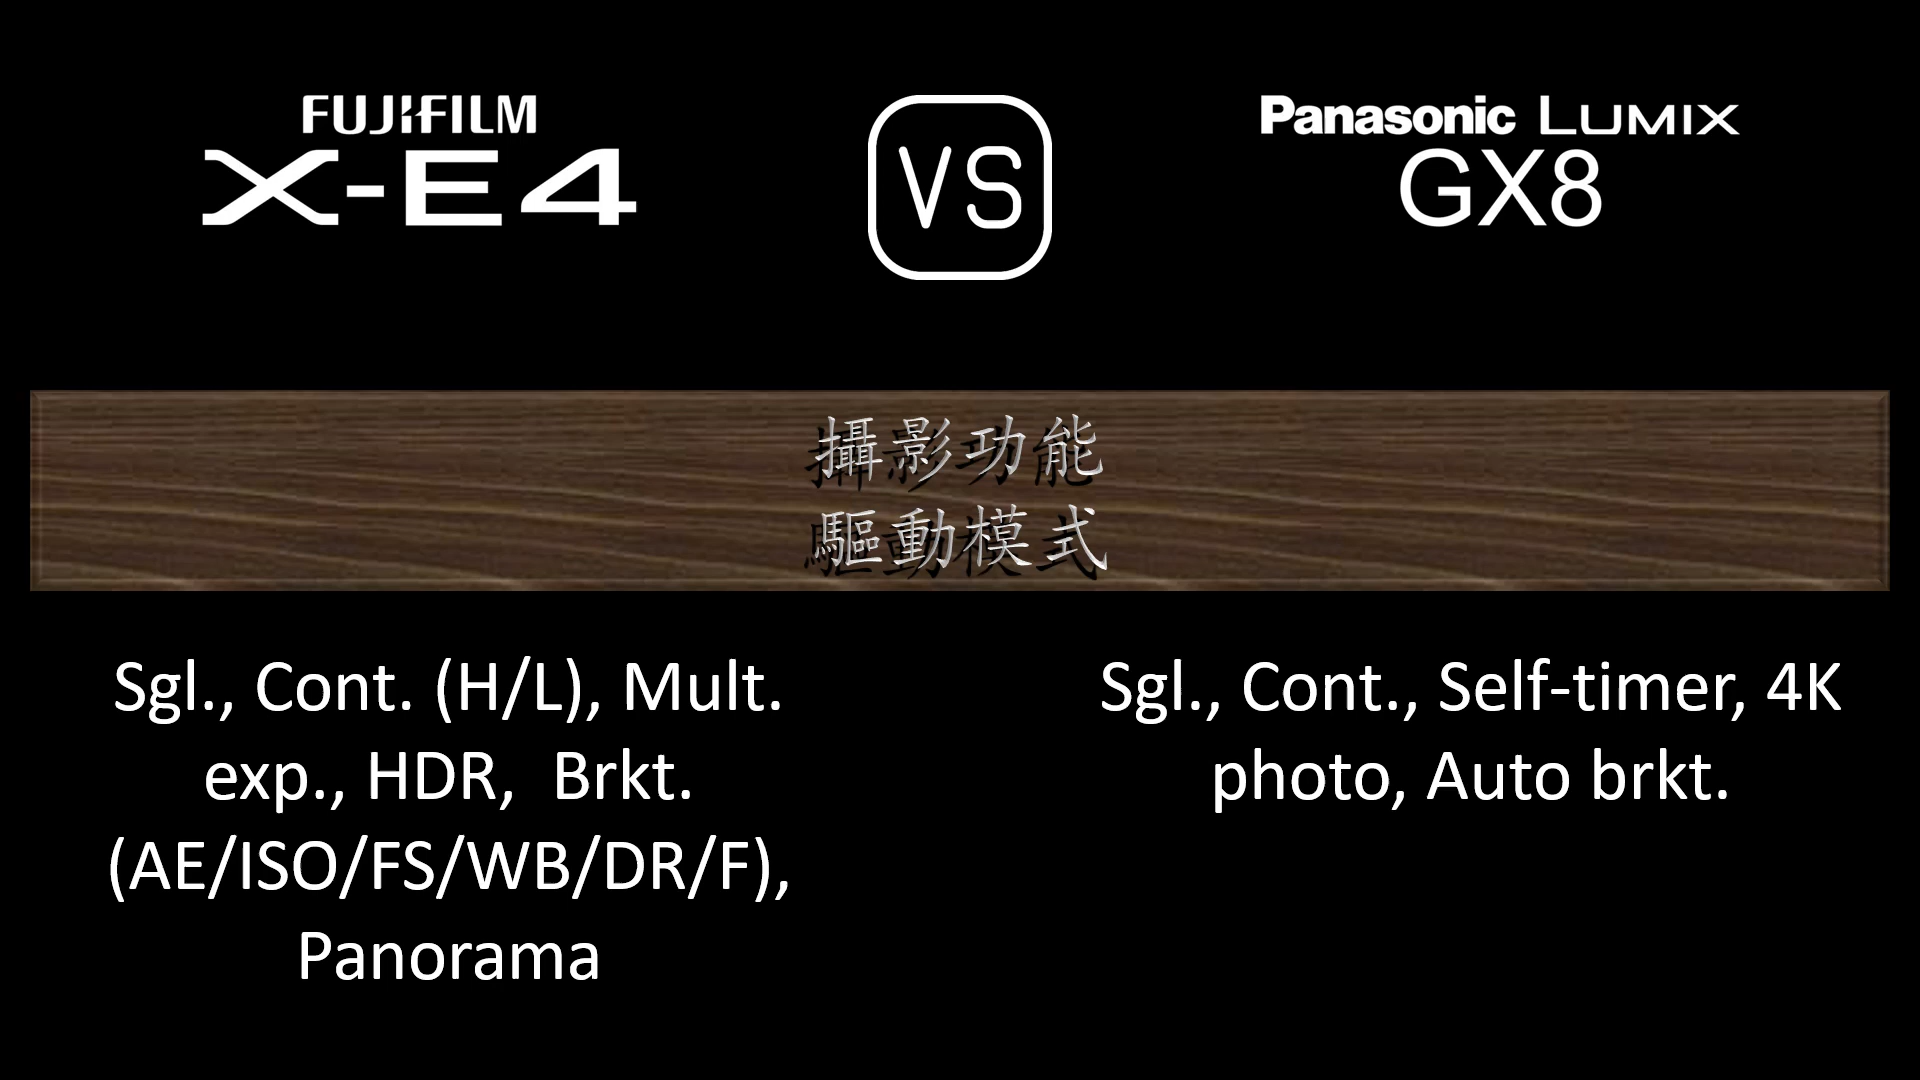 FUJIFILM
X-E4
VS
Panasonic LUMIX
GX8
攝影功能
驅動模式
Sgl., Cont. (H/L), Mult.
exp., HDR,  Brkt.
(AE/ISO/FS/WB/DR/F),
Panorama
Sgl., Cont., Self-timer, 4K
photo, Auto brkt.